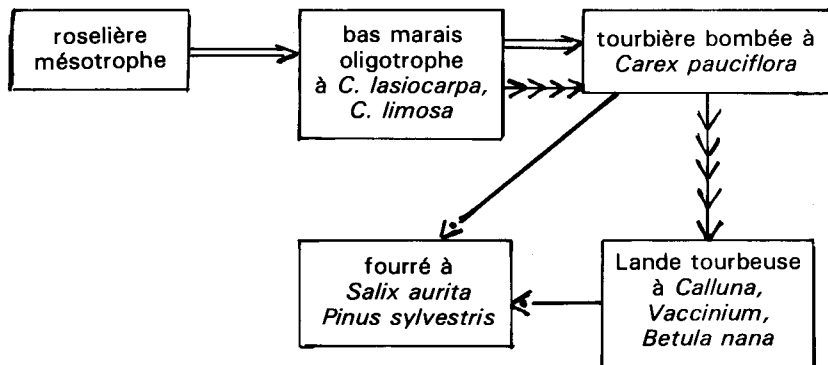 roselière
mésotrophe
bas marais
oligotrophe
à C. lasiocarpa,
C. limosa
tourbière bombée à
Carex pauciflora
fourré à
Salix aurita
Pinus sylvestris
Lande tourbeuse
à Calluna,
Vaccinium,
Betula nana